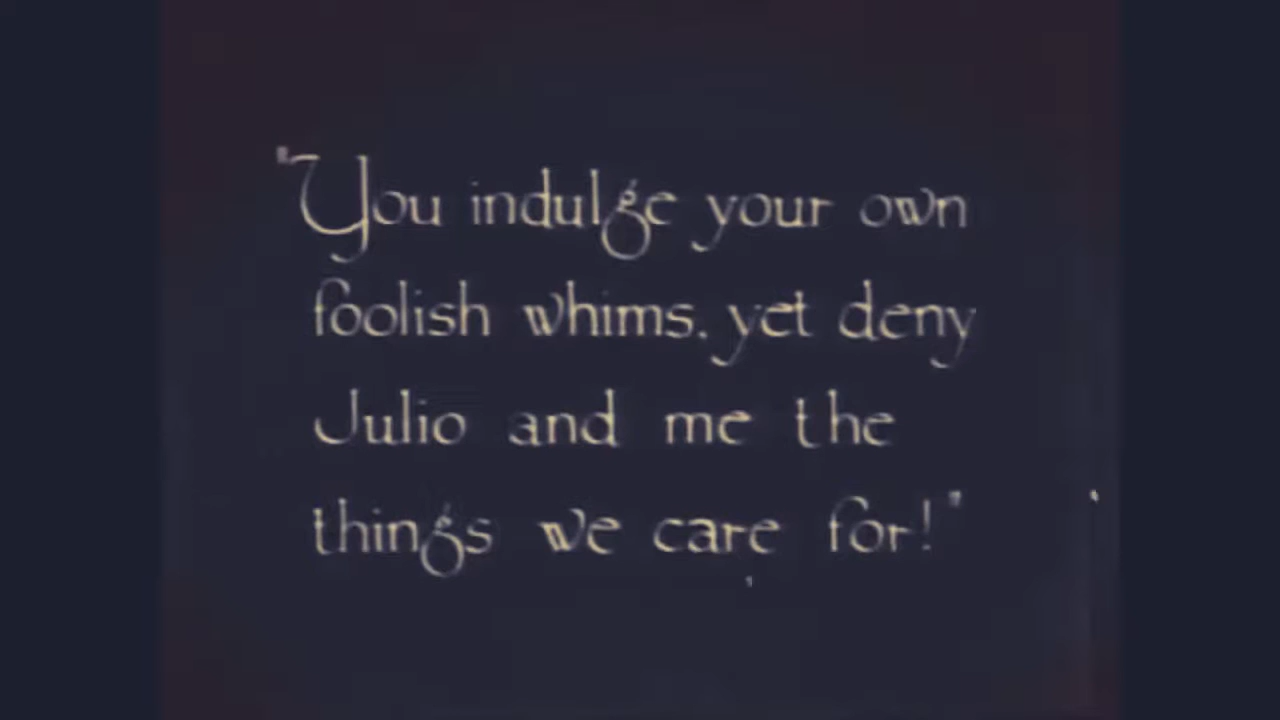 "You indulge your own
foolish whims, yet deny
Julio and me the
things we care for!"